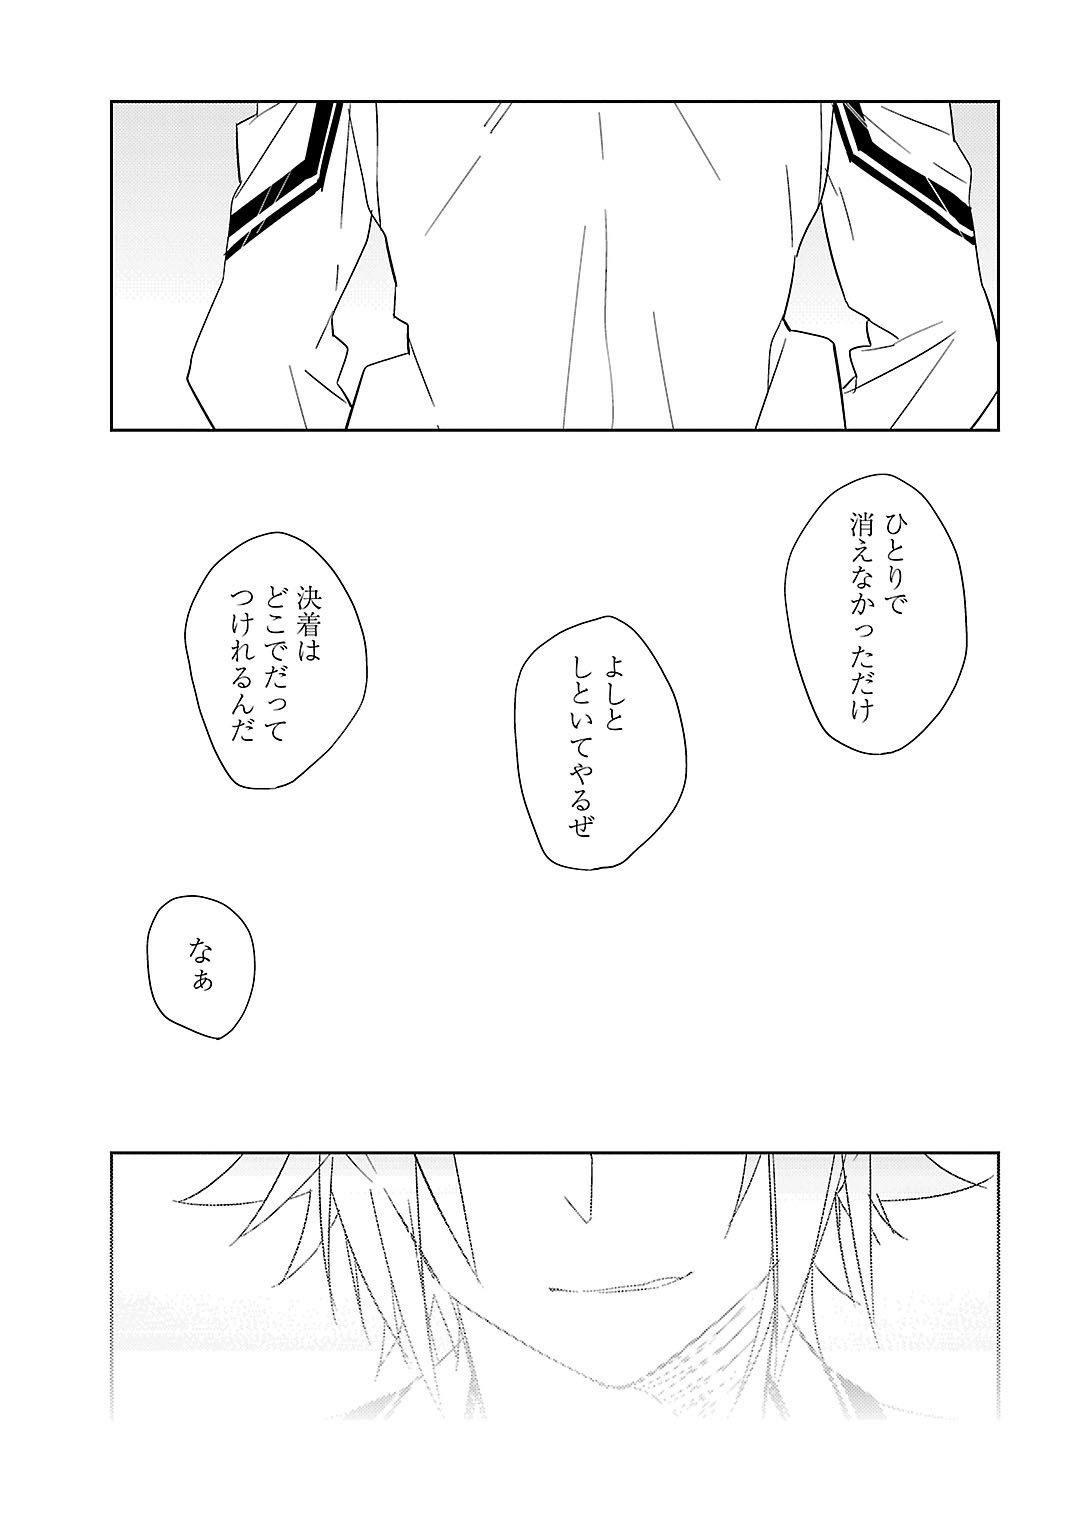 ひとりで
消えなかっただけ
よしと
しといてやるぜ
決着は
どこでだって
つけれるんだ
なぁ